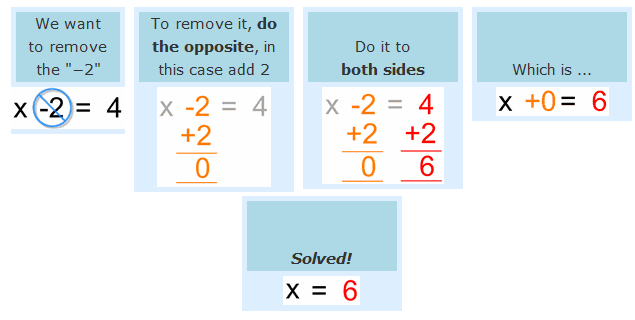 We want
to remove
the "−2"
x -2 = 4
To remove it, do
the opposite, in
this case add 2
x -2 = 4
+2
0
Do it to
both sides
x -2 = 4
+2 +2
0 6
Which is ...
x +0 = 6
Solved!
x = 6